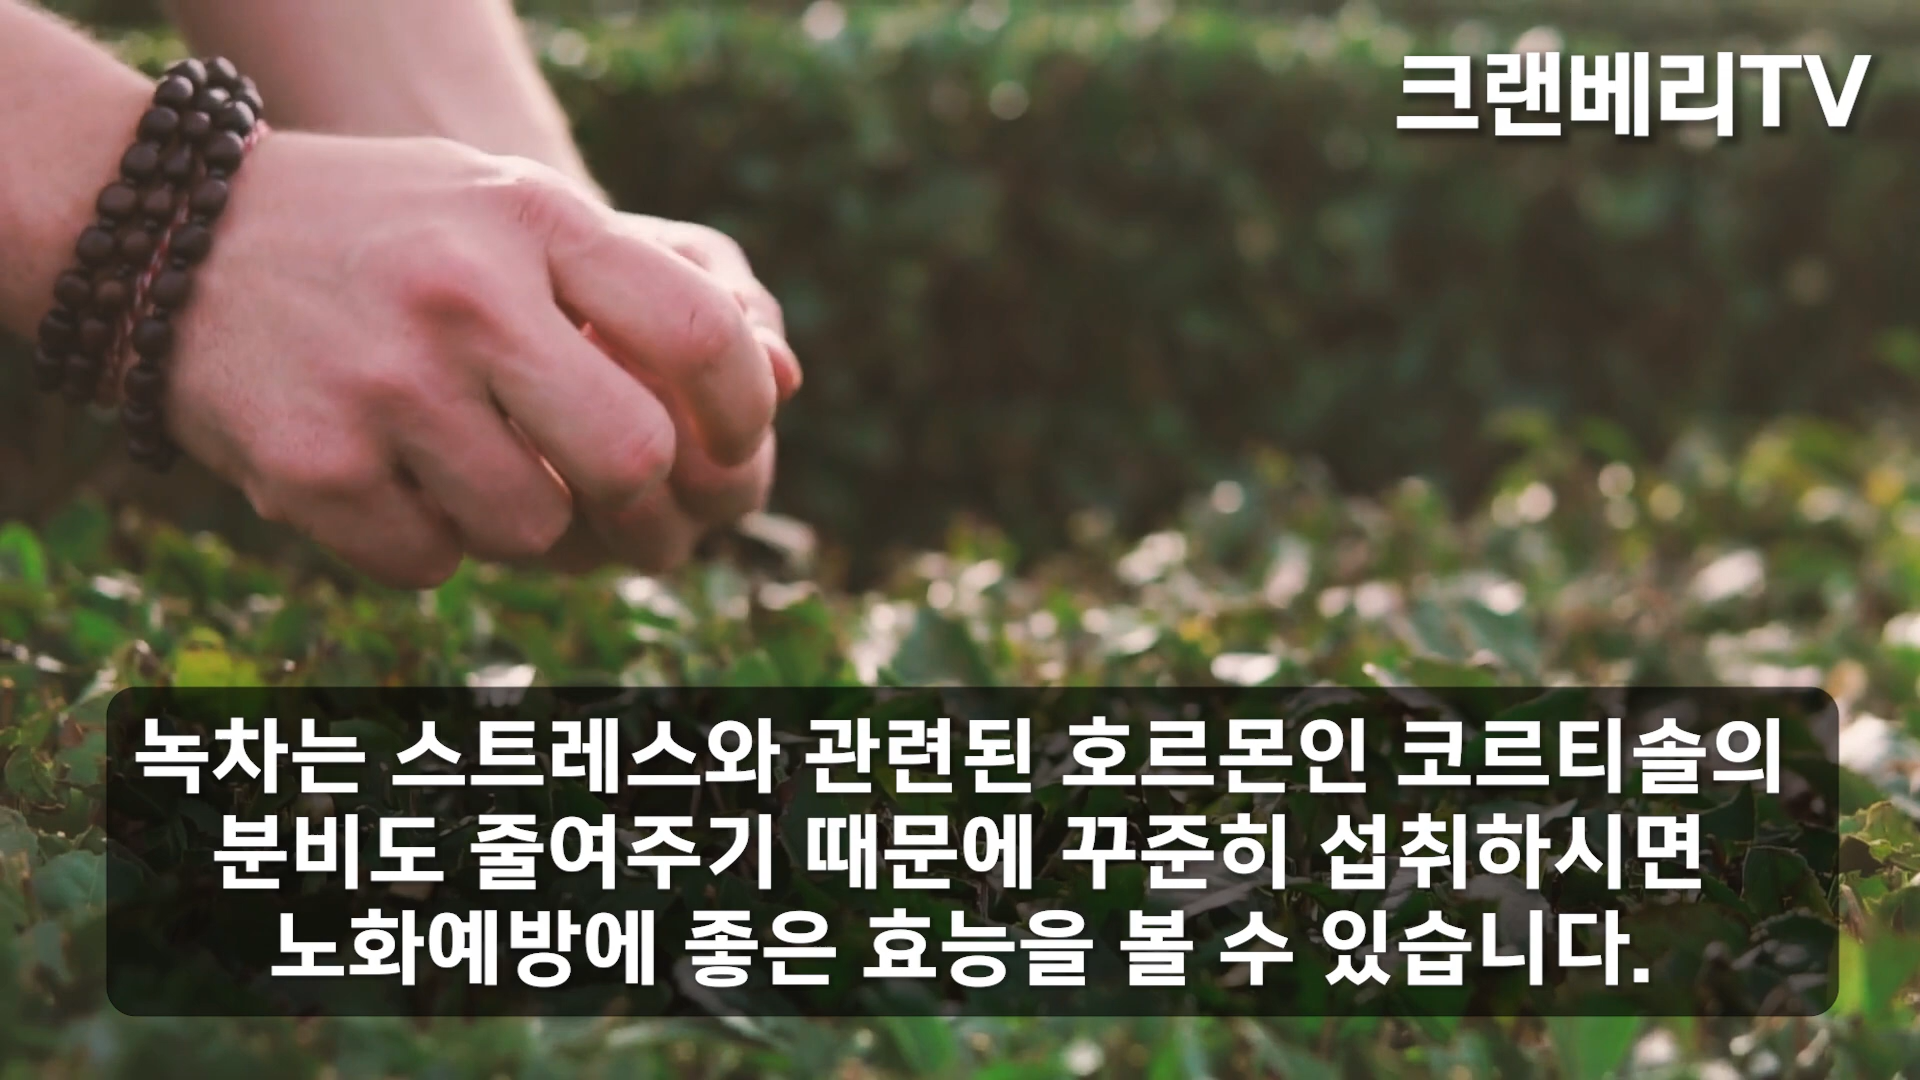 크랜베리TV
녹차는 스트레스와 관련된 호르몬인 코르티솔의
분비도 줄여주기 때문에 꾸준히 섭취하시면
노화예방에 좋은 효능을 볼 수 있습니다.